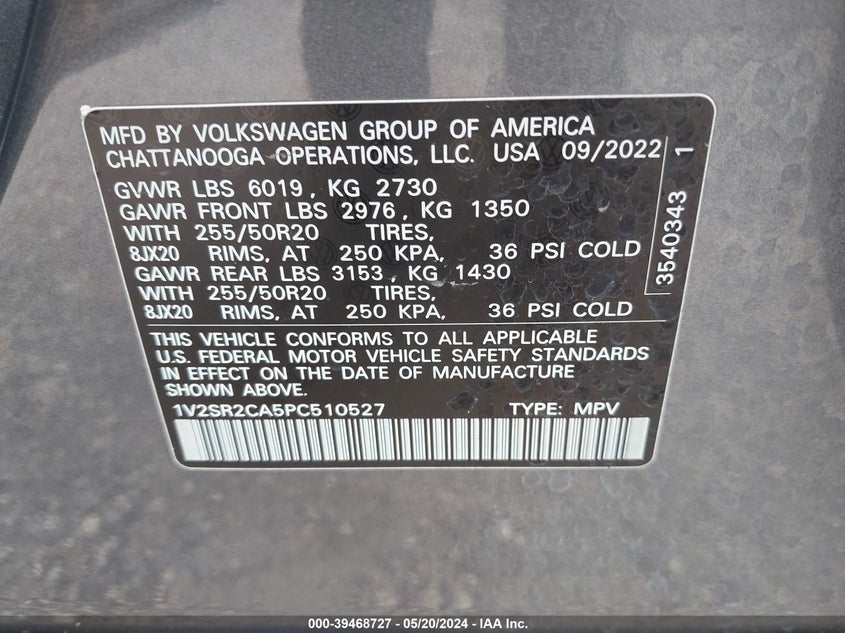 MFD BY VOLKSWAGEN GROUP OF AMERICA
CHATTANOOGA OPERATIONS, LLC. USA 09/2022
GVWR LBS 6019, KG 2730
GAWR FRONT LBS 2976, KG 1350
WITH 255/50R20 TIRES,
8JX20 RIMS, AT 250 KPA, 36 PSI COLD
GAWR REAR LBS 3153, KG 1430
WITH 255/50R20 TIRES,
8JX20 RIMS, AT 250 KPA, 36 PSI COLD
3540343 1
THIS VEHICLE CONFORMS TO ALL APPLICABLE
U.S. FEDERAL MOTOR VEHICLE SAFETY STANDARDS
IN EFFECT ON THE DATE OF MANUFACTURE
SHOWN ABOVE.
1V2SR2CA5PC510527 TYPE: MPV
000-39468727 - 05/20/2024 - IAA Inc.